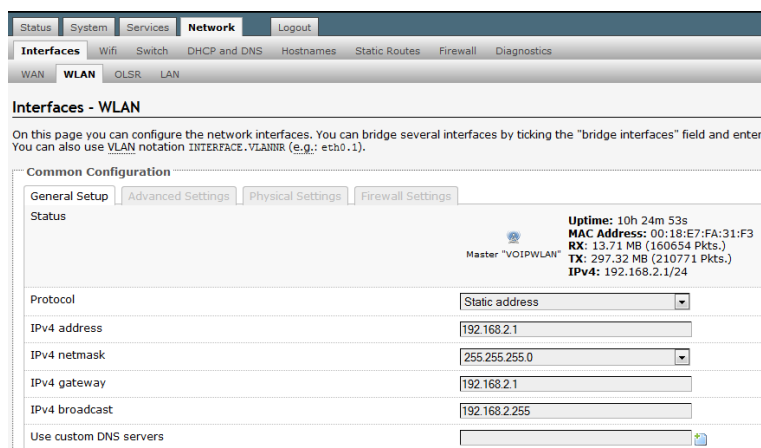 Status System Services Network Logout
Interfaces Wifi Switch DHCP and DNS Hostnames Static Routes Firewall Diagnostics
WAN WLAN OLSR LAN
Interfaces - WLAN
On this page you can configure the network interfaces. You can bridge several interfaces by ticking the "bridge interfaces" field and enter
You can also use VLAN notation INTERFACE.VLANNR (e.g.: eth0.1).
Common Configuration
General Setup Advanced Settings Physical Settings Firewall Settings
Status
Master "VOIPWLAN"
Uptime: 10h 24m 53s
MAC Address: 00:18:E7:FA:31:F3
RX: 13.71 MB (160654 Pkts.)
TX: 297.32 MB (210771 Pkts.)
IPv4: 192.168.2.1/24
Protocol Static address
IPv4 address 192.168.2.1
IPv4 netmask 255.255.255.0
IPv4 gateway 192.168.2.1
IPv4 broadcast 192.168.2.255
Use custom DNS servers